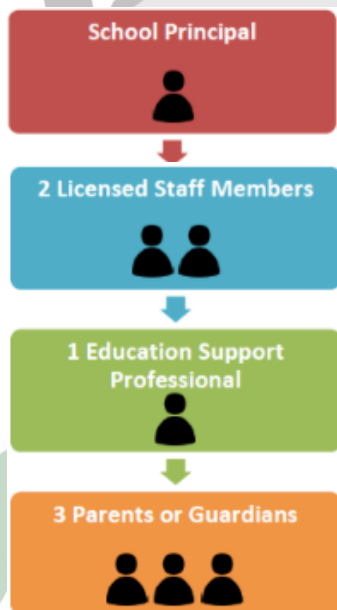 School Principal
2 Licensed Staff Members
1 Education Support
Professional
3 Parents or Guardians